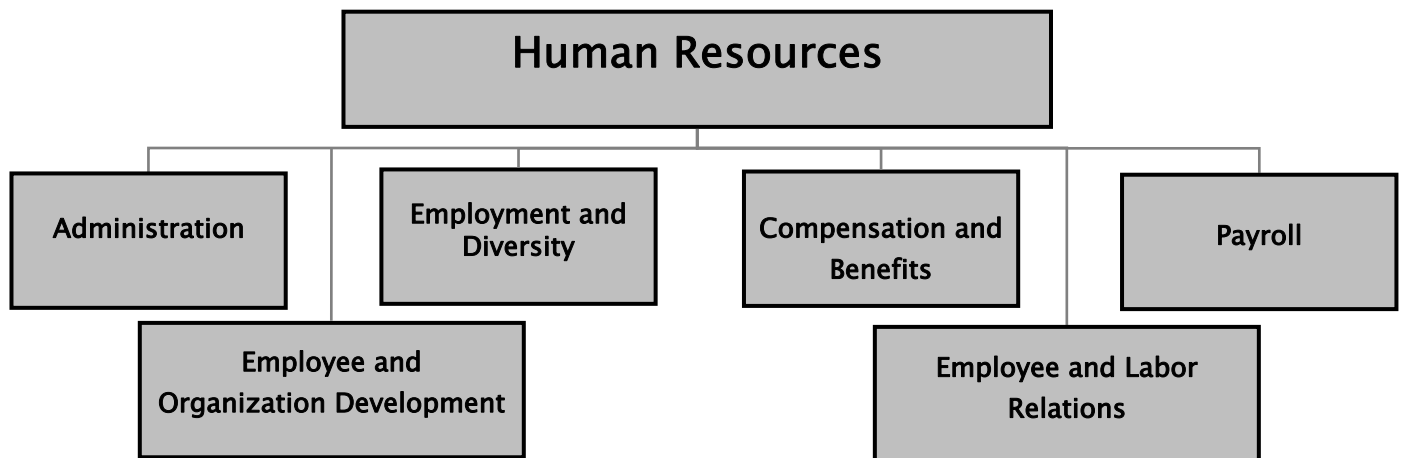 Human Resources
Administration
Employment and
Diversity
Compensation and
Benefits
Payroll
Employee and
Organization Development
Employee and Labor
Relations